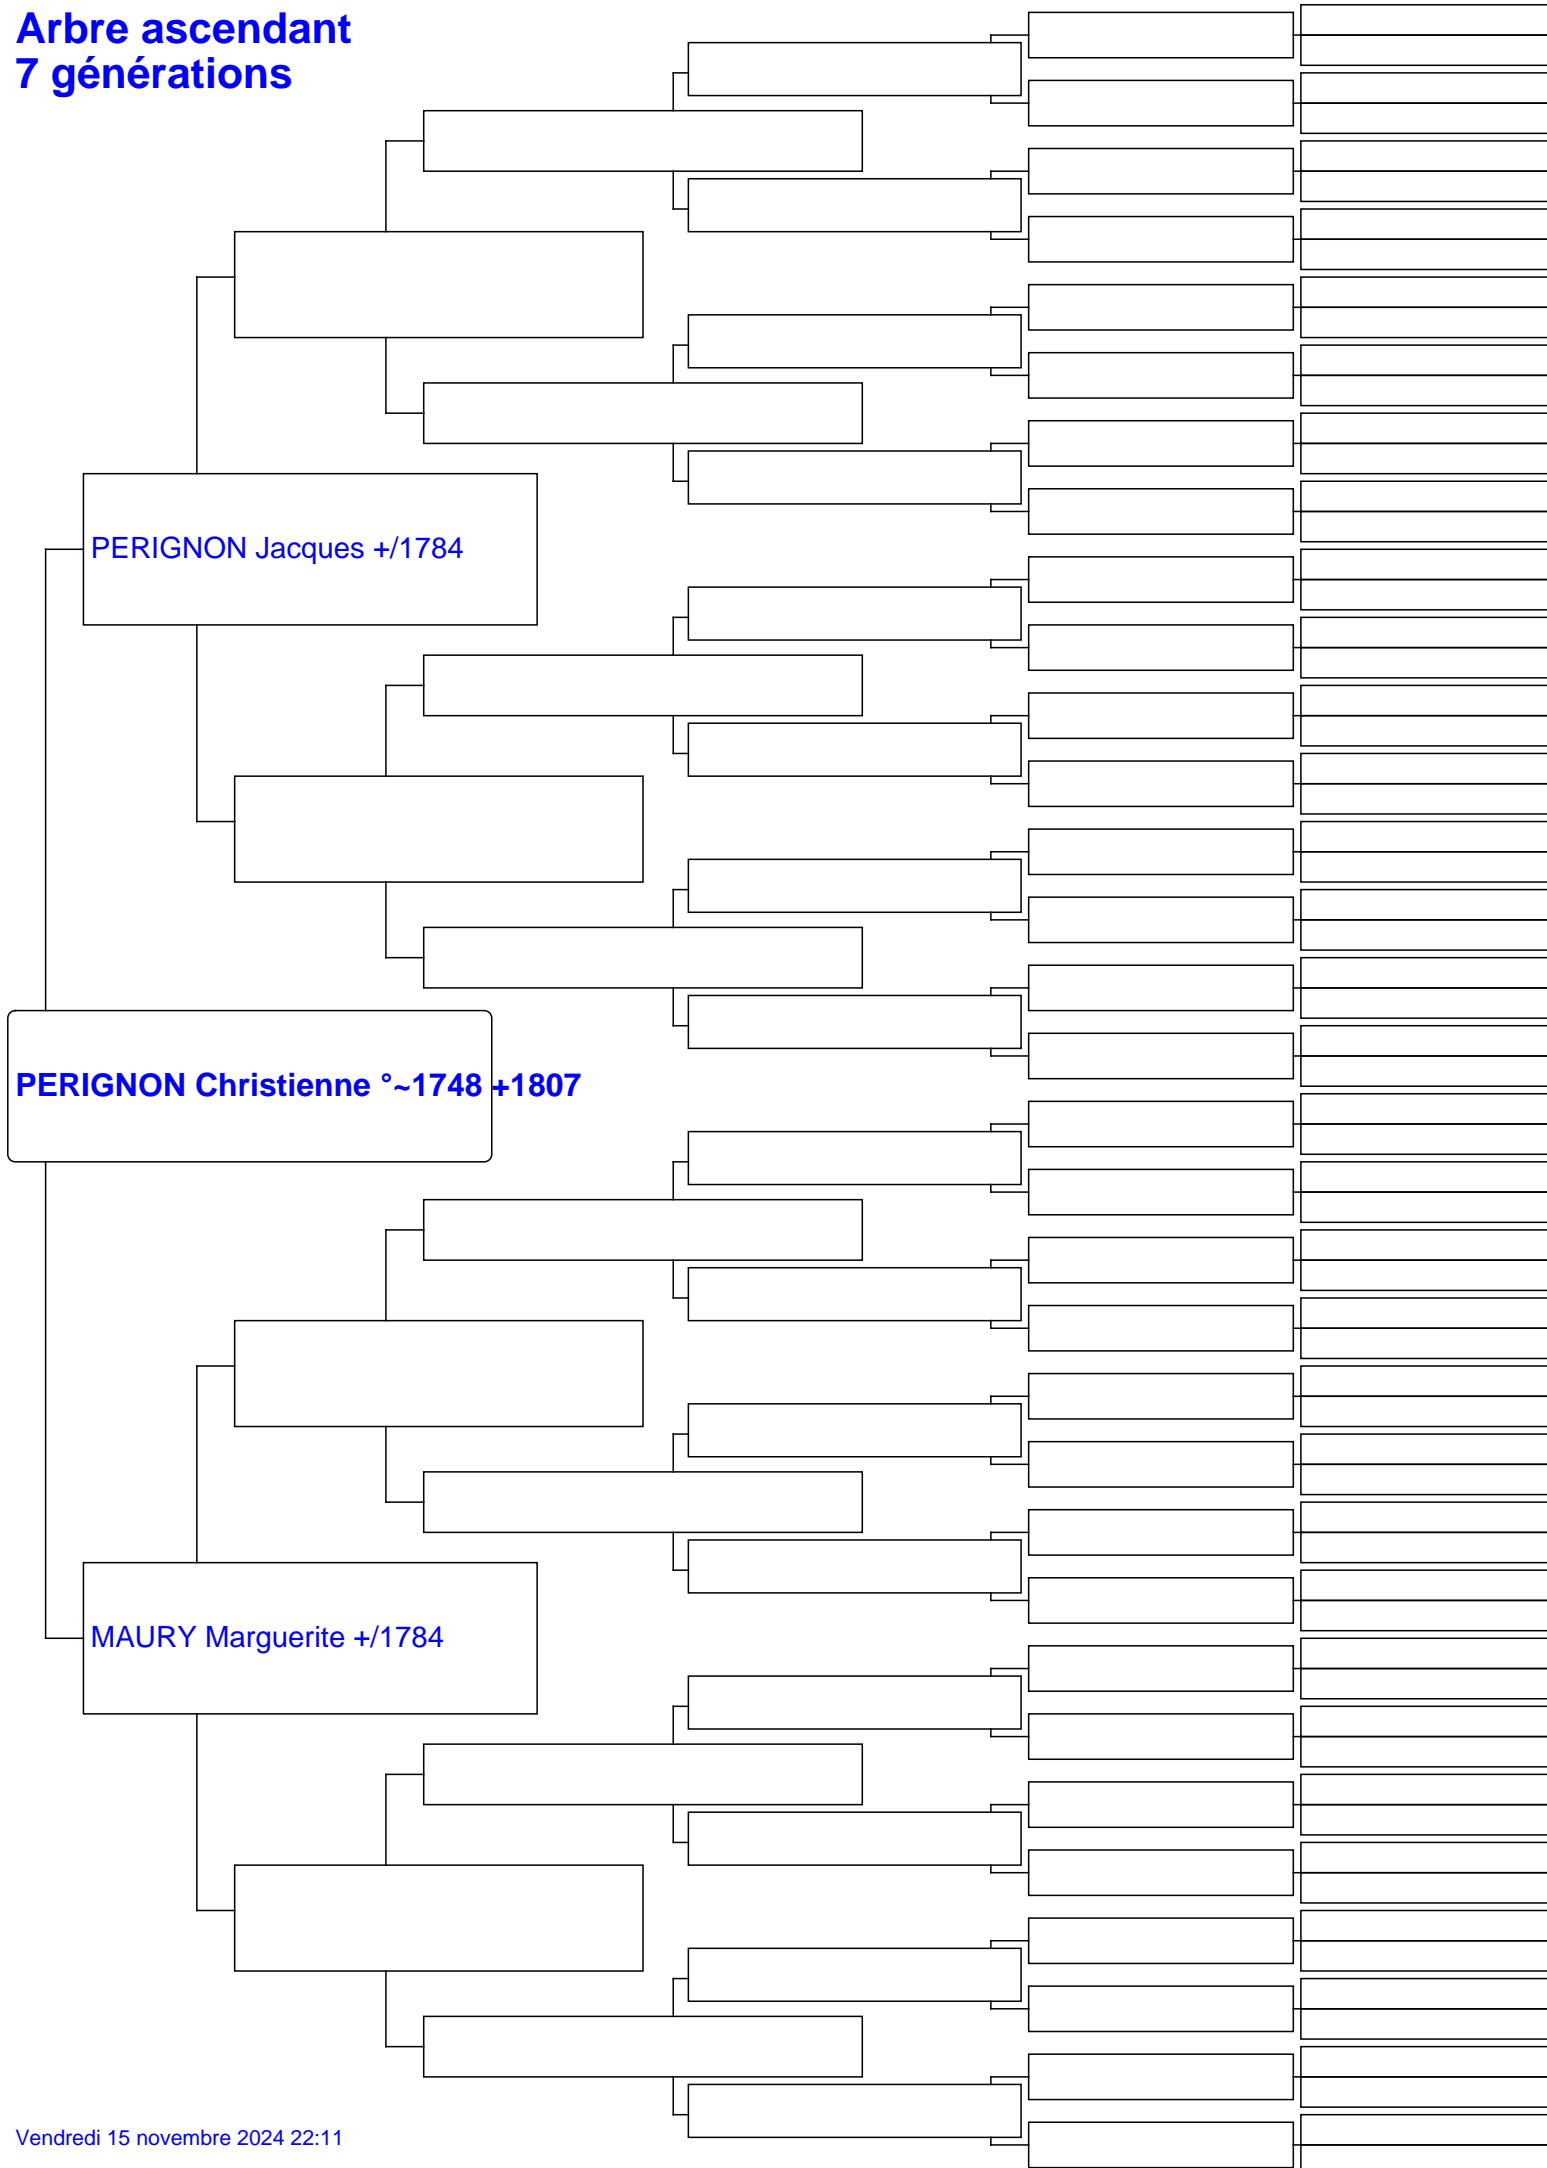 Arbre ascendant
7 générations
PERIGNON Jacques +/1784
PERIGNON Christienne °~1748 +1807
MAURY Marguerite +/1784
Vendredi 15 novembre 2024 22:11